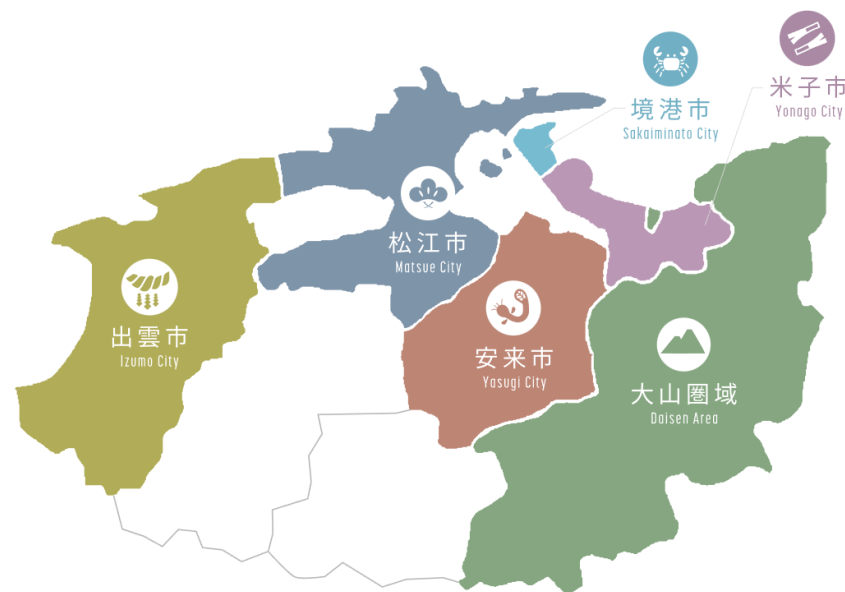 米子市
Yonago City
境港市
Sakaiminato City
松江市
Matsue City
出雲市
Izumo City
安来市
Yasugi City
大山圏域
Daisen Area